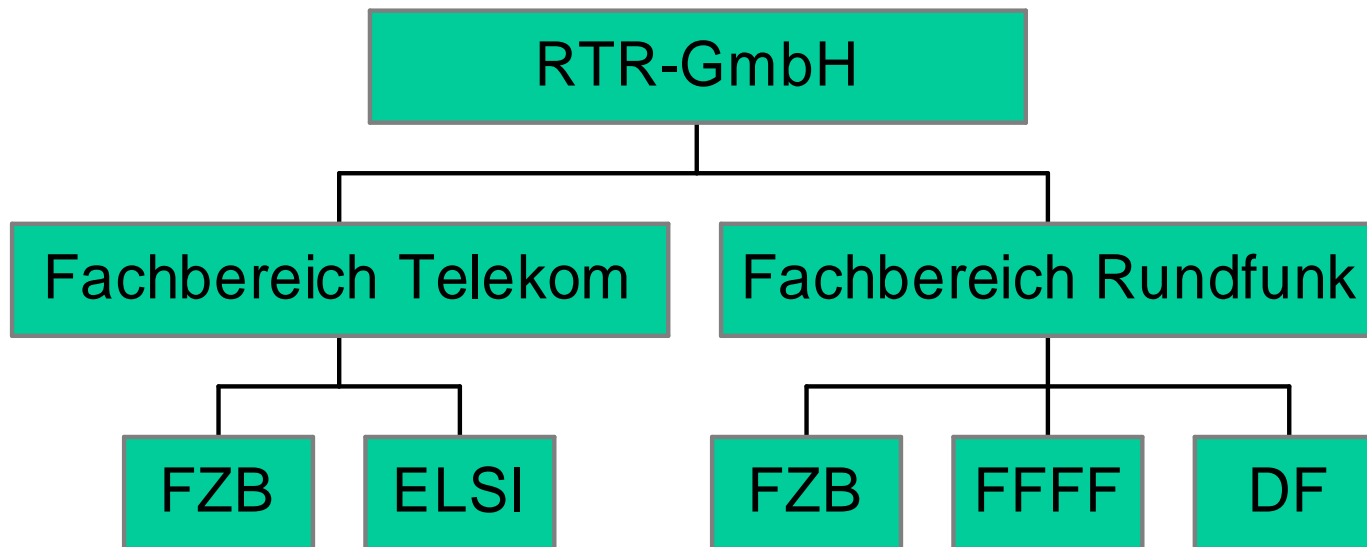 RTR-GmbH
Fachbereich Telekom
Fachbereich Rundfunk
FZB
ELSI
FZB
FFFF
DF